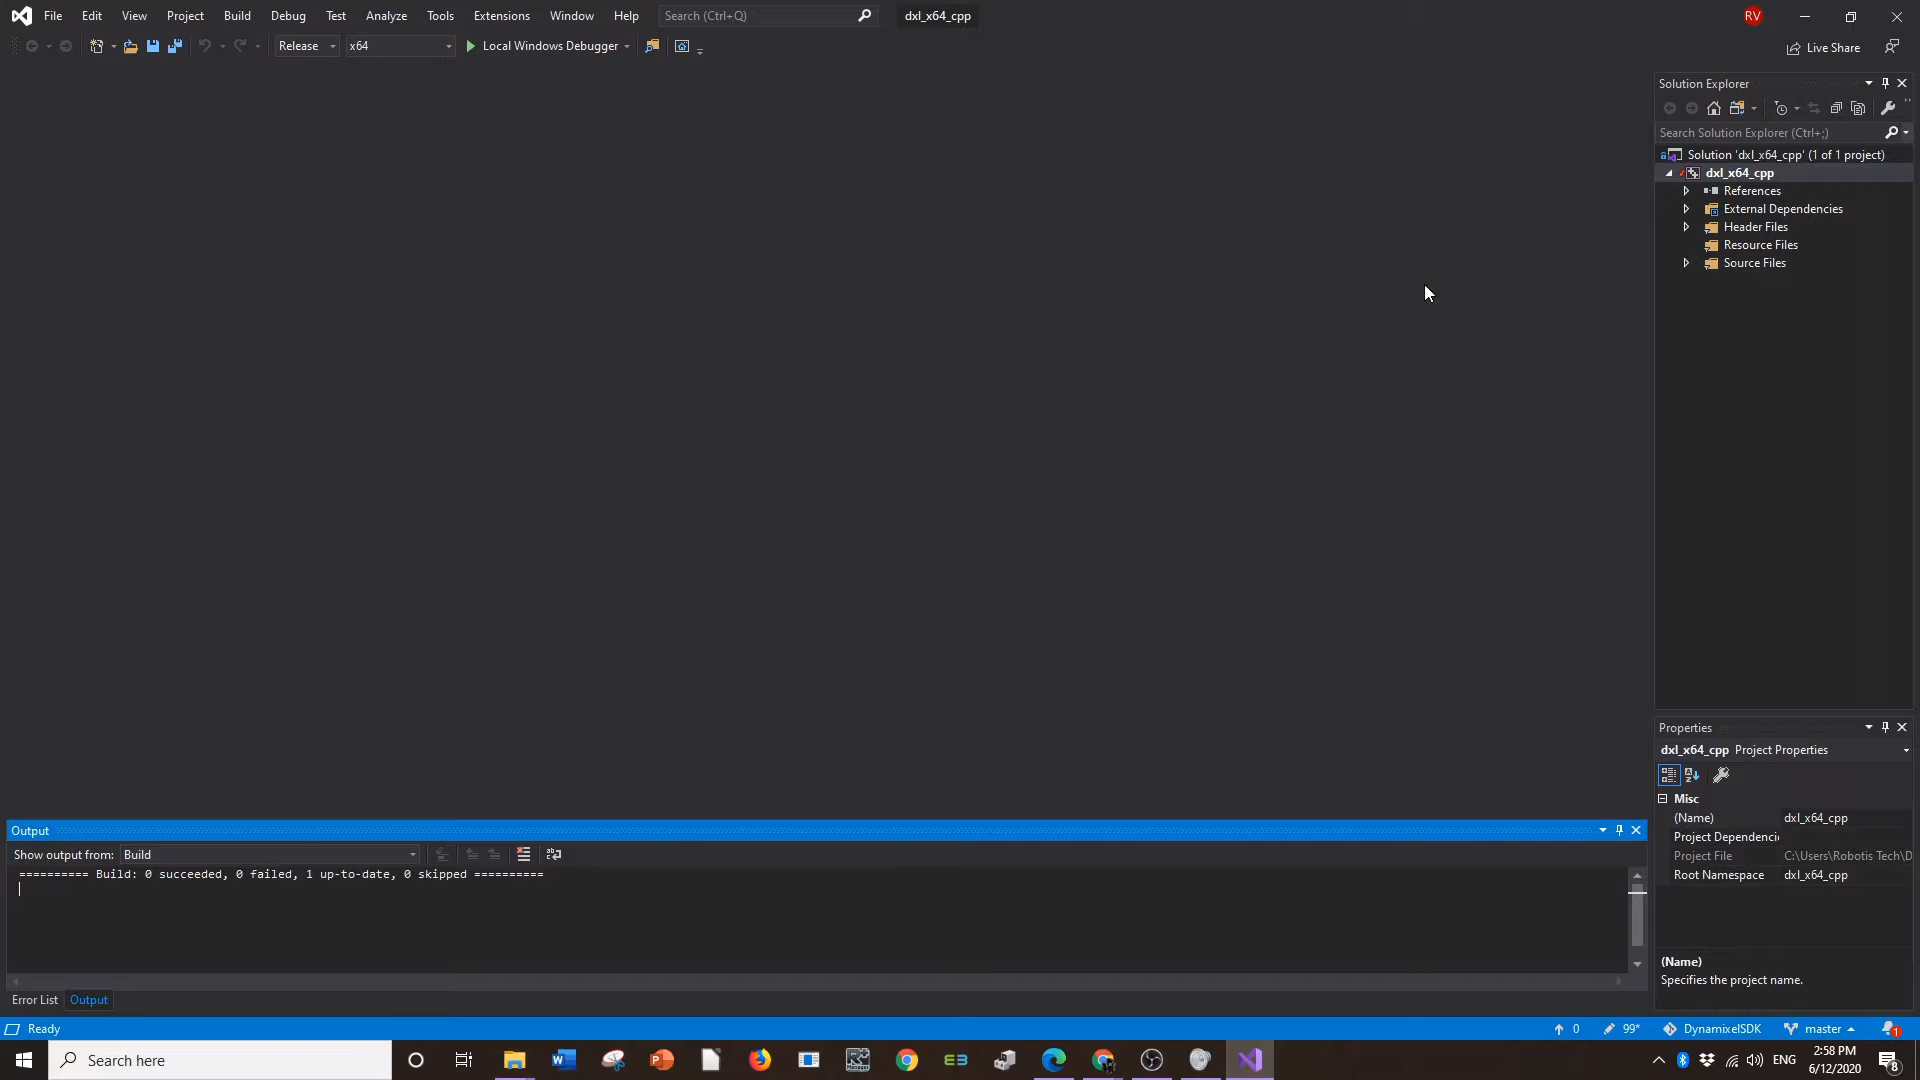 File Edit View Project Build Debug Test Analyze Tools Extensions Window Help Search (Ctrl+Q) dxl_x64_cpp RV
Release x64 Local Windows Debugger Live Share
Solution Explorer
Search Solution Explorer (Ctrl+;)
Solution 'dxl_x64_cpp' (1 of 1 project)
dxl_x64_cpp
References
External Dependencies
Header Files
Resource Files
Source Files
Properties
dxl_x64_cpp Project Properties
Misc
(Name) dxl_x64_cpp
Project Dependenci
Project File C:\Users\Robotis Tech\D
Root Namespace dxl_x64_cpp
(Name)
Specifies the project name.
Output
Show output from: Build
========== Build: 0 succeeded, 0 failed, 1 up-to-date, 0 skipped ==========
Error List Output
Ready 0 99* DynamixelSDK master 1
Search here ENG 2:58 PM
6/12/2020 8